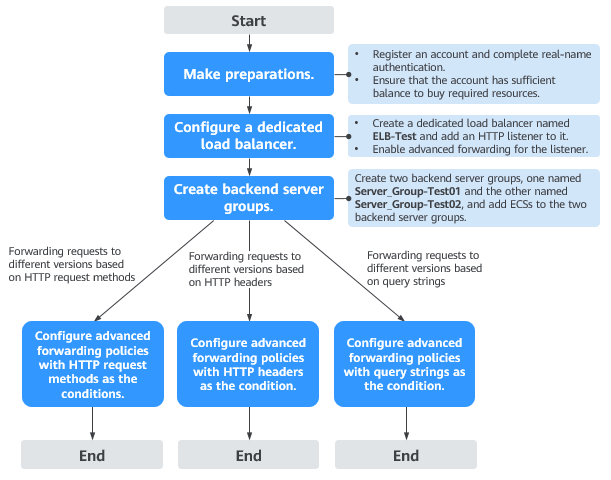 Start
Make preparations.
• Register an account and complete real-name
authentication.
• Ensure that the account has sufficient
balance to buy required resources.
Configure a dedicated
load balancer.
• Create a dedicated load balancer named
ELB-Test and add an HTTP listener to it.
• Enable advanced forwarding for the listener.
Create backend server
groups.
Create two backend server groups, one named
Server_Group-Test01 and the other named
Server_Group-Test02, and add ECSs to the two
backend server groups.
Forwarding requests to
different versions based
on HTTP request methods
Forwarding requests to
different versions based
on HTTP headers
Forwarding requests to
different versions based
on query strings
Configure advanced
forwarding policies
with HTTP request
methods as the
conditions.
Configure advanced
forwarding policies
with HTTP headers
as the condition.
Configure advanced
forwarding policies
with query strings as
the condition.
End
End
End